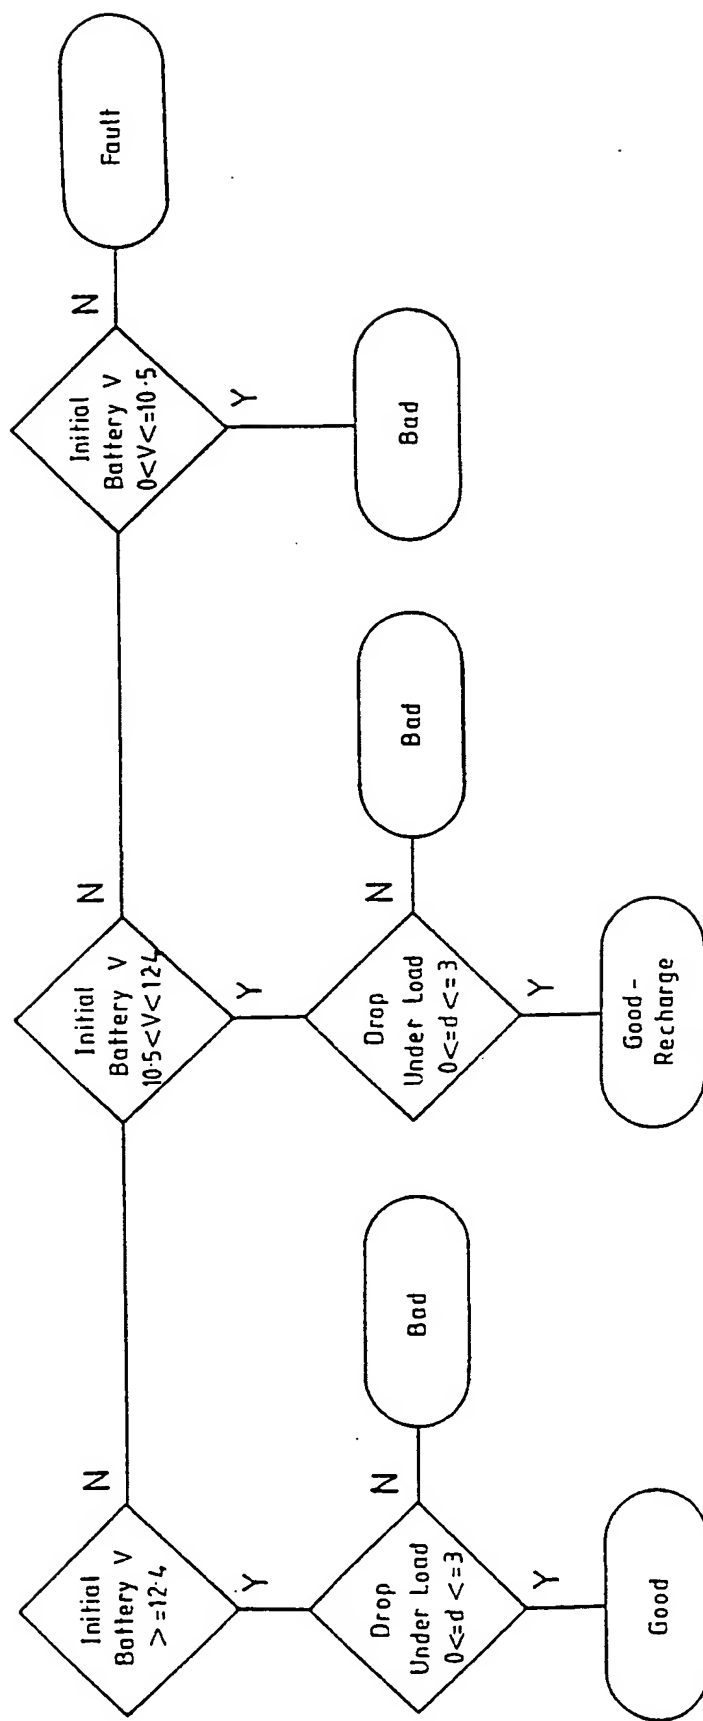 Initial
Battery V
>=12·4
N
Y
Drop
Under Load
0<=d <=3
N
Bad
Y
Good
Initial
Battery V
10·5<V<12·4
N
Y
Drop
Under Load
0<=d <=3
N
Bad
Y
Good-
Recharge
Initial
Battery V
0<V<=10·5
N
Fault
Y
Bad